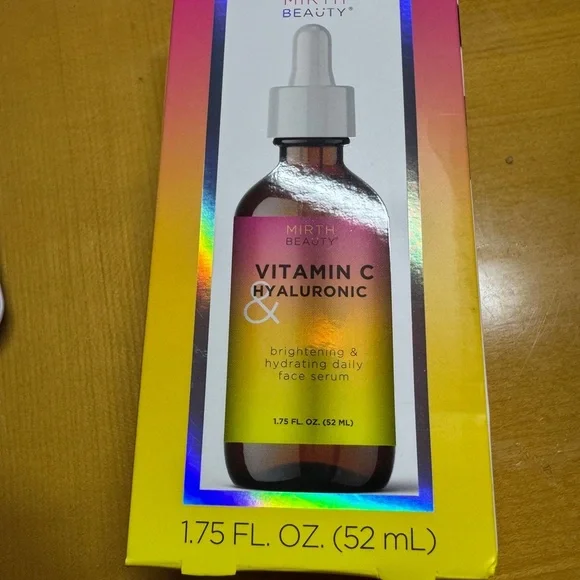 MIRTH
BEAUTY®
MIRTH
BEAUTY®
VITAMIN C
& HYALURONIC
brightening &
hydrating daily
face serum
1.75 FL. OZ. (52 ML)
1.75 FL. OZ. (52 mL)